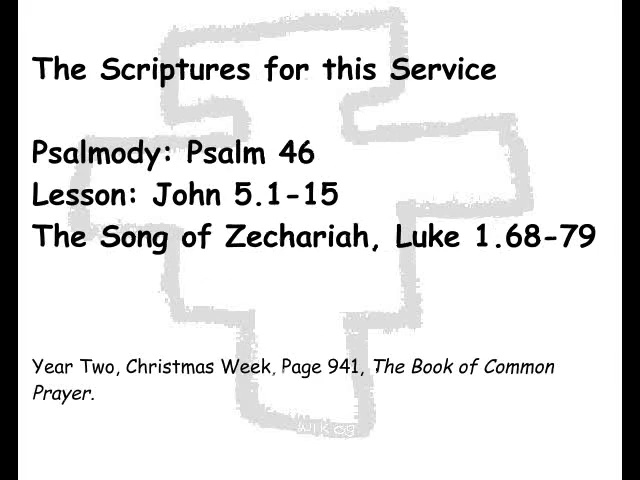 The Scriptures for this Service
Psalmody: Psalm 46
Lesson: John 5.1-15
The Song of Zechariah, Luke 1.68-79
Year Two, Christmas Week, Page 941, The Book of Common
Prayer.